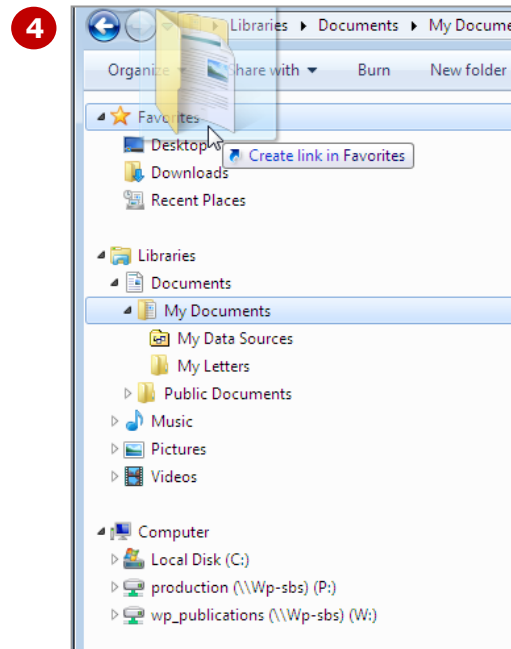 4
Libraries Documents My Docume
Organize Share with Burn New folder
Favorites
Desktop
Create link in Favorites
Downloads
Recent Places
Libraries
Documents
My Documents
My Data Sources
My Letters
Public Documents
Music
Pictures
Videos
Computer
Local Disk (C:)
production (\\Wp-sbs) (P:)
wp_publications (\\Wp-sbs) (W:)